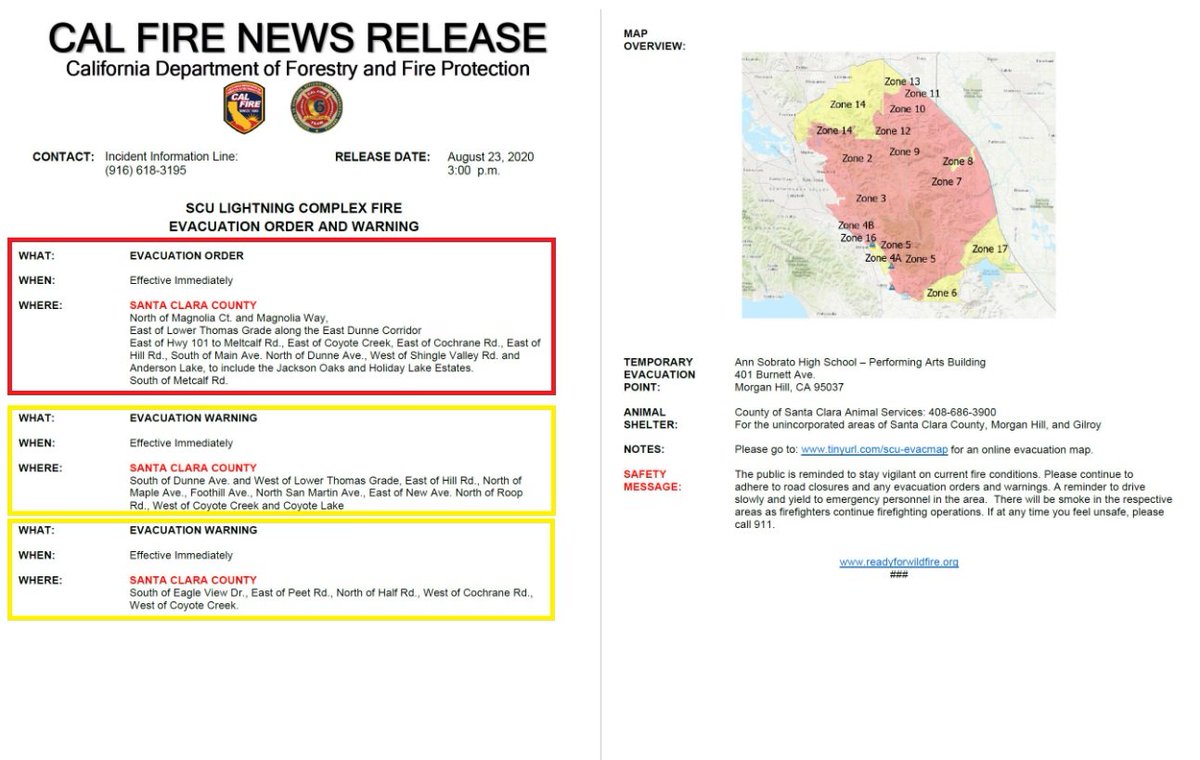 CAL FIRE NEWS RELEASE
California Department of Forestry and Fire Protection
CAL FIRE
CONTACT: Incident Information Line: RELEASE DATE: August 23, 2020
(916) 618-3195 3:00 p.m.
SCU LIGHTNING COMPLEX FIRE
EVACUATION ORDER AND WARNING
WHAT: EVACUATION ORDER
WHEN: Effective Immediately
WHERE: SANTA CLARA COUNTY
North of Magnolia Ct. and Magnolia Way,
East of Lower Thomas Grade along the East Dunne Corridor
East of Hwy 101 to Meltcalf Rd., East of Coyote Creek, East of Cochrane Rd., East of
Hill Rd., South of Main Ave. North of Dunne Ave., West of Shingle Valley Rd. and
Anderson Lake, to include the Jackson Oaks and Holiday Lake Estates.
South of Metcalf Rd.
WHAT: EVACUATION WARNING
WHEN: Effective Immediately
WHERE: SANTA CLARA COUNTY
South of Dunne Ave. and West of Lower Thomas Grade, East of Hill Rd., North of
Maple Ave., Foothill Ave., North San Martin Ave., East of New Ave. North of Roop
Rd., West of Coyote Creek and Coyote Lake
WHAT: EVACUATION WARNING
WHEN: Effective Immediately
WHERE: SANTA CLARA COUNTY
South of Eagle View Dr., East of Peet Rd., North of Half Rd., West of Cochrane Rd.,
West of Coyote Creek.
MAP
OVERVIEW:
Zone 13
Zone 11
Zone 14
Zone 10
Zone 14
Zone 12
Zone 9
Zone 2
Zone 8
Zone 7
Zone 3
Zone 4B
Zone 16
Zone 5
Zone 17
Zone 4A
Zone 5
Zone 6
TEMPORARY Ann Sobrato High School – Performing Arts Building
EVACUATION 401 Burnett Ave.
POINT: Morgan Hill, CA 95037
ANIMAL County of Santa Clara Animal Services: 408-686-3900
SHELTER: For the unincorporated areas of Santa Clara County, Morgan Hill, and Gilroy
NOTES: Please go to: www.tinyurl.com/scu-evacmap for an online evacuation map.
SAFETY The public is reminded to stay vigilant on current fire conditions. Please continue to
MESSAGE: adhere to road closures and any evacuation orders and warnings. A reminder to drive
slowly and yield to emergency personnel in the area. There will be smoke in the respective
areas as firefighters continue firefighting operations. If at any time you feel unsafe, please
call 911.
www.readyforwildfire.org
###